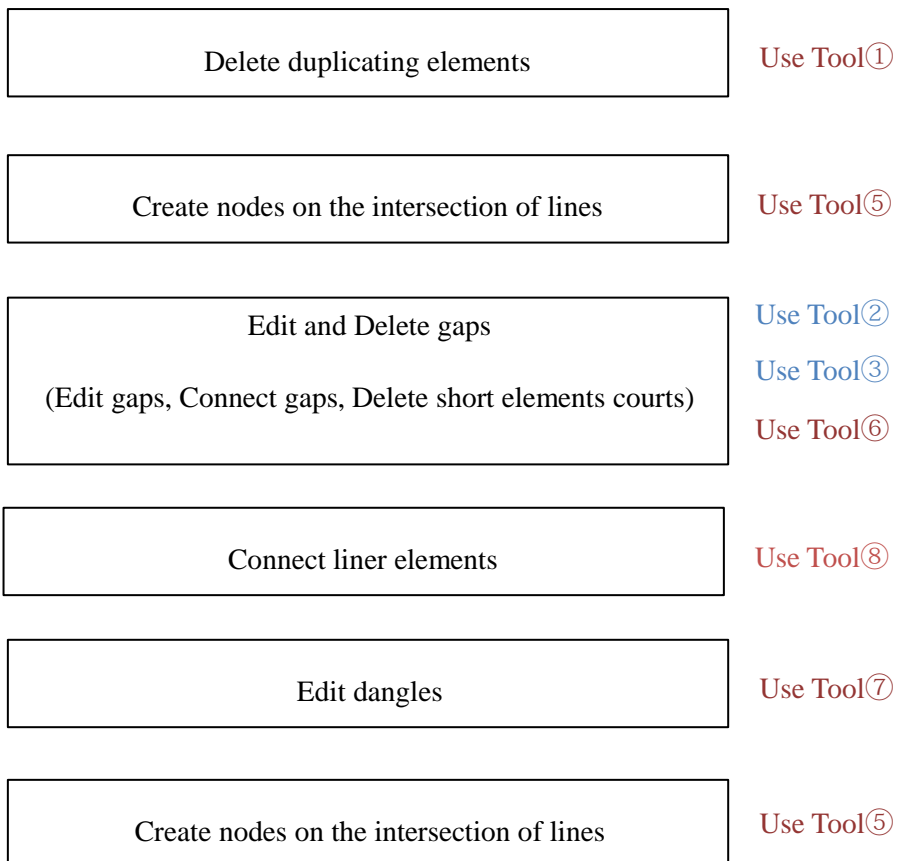 Delete duplicating elements
Use Tool①
Create nodes on the intersection of lines
Use Tool⑤
Edit and Delete gaps
(Edit gaps, Connect gaps, Delete short elements courts)
Use Tool②
Use Tool③
Use Tool⑥
Connect liner elements
Use Tool⑧
Edit dangles
Use Tool⑦
Create nodes on the intersection of lines
Use Tool⑤